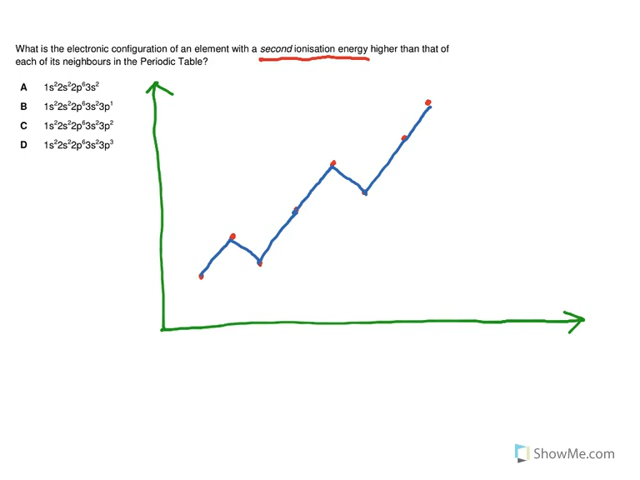 What is the electronic configuration of an element with a second ionisation energy higher than that of
each of its neighbours in the Periodic Table?
A 1s²2s²2p⁶3s²
B 1s²2s²2p⁶3s²3p¹
C 1s²2s²2p⁶3s²3p²
D 1s²2s²2p⁶3s²3p³
ShowMe.com